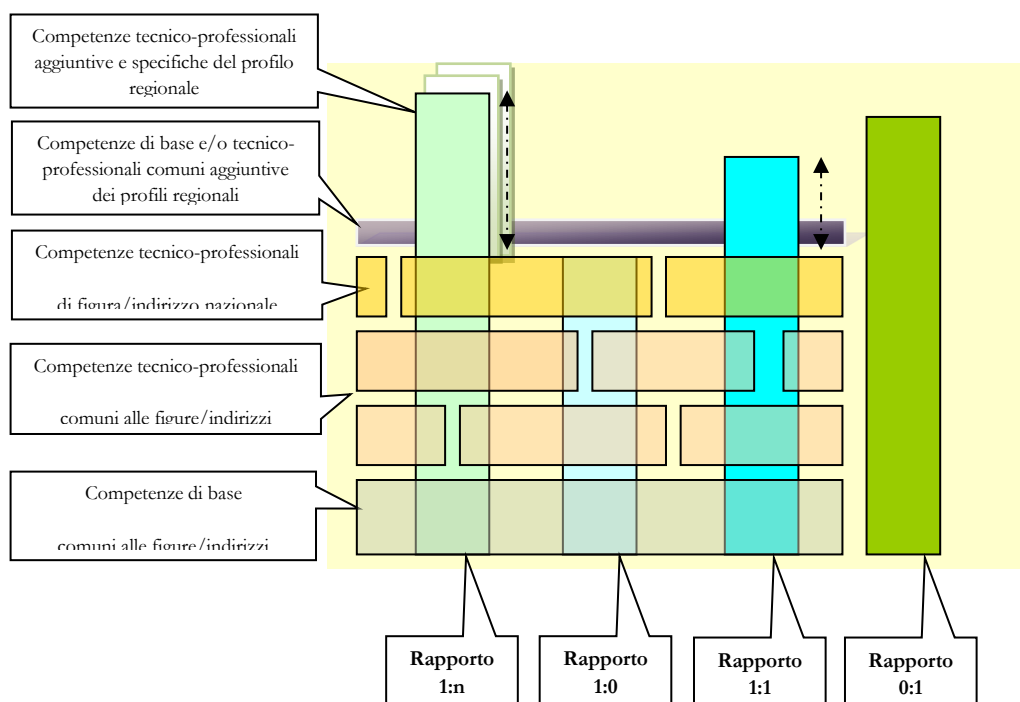 Competenze tecnico-professionali
aggiuntive e specifiche del profilo
regionale
Competenze di base e/o tecnico-
professionali comuni aggiuntive
dei profili regionali
Competenze tecnico-professionali
di figura/indirizzo nazionale
Competenze tecnico-professionali
comuni alle figure/indirizzi
Competenze di base
comuni alle figure/indirizzi
Rapporto
1:n
Rapporto
1:0
Rapporto
1:1
Rapporto
0:1